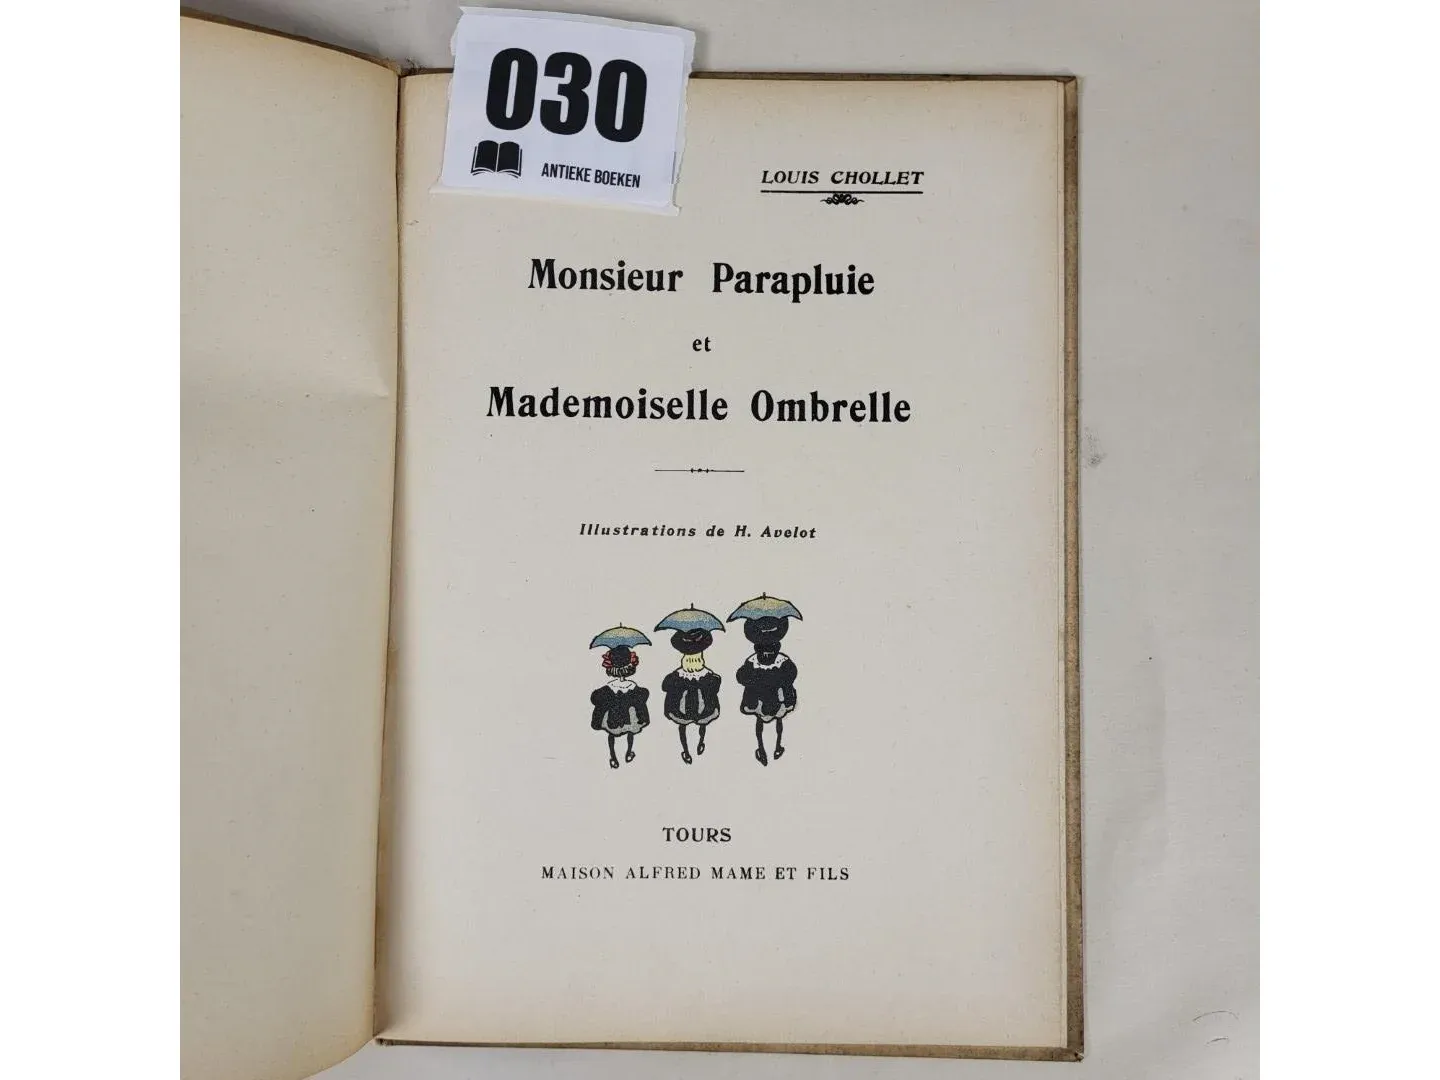 030
ANTIEKE BOEKEN
LOUIS CHOLLET
Monsieur Parapluie
et
Mademoiselle Ombrelle
Illustrations de H. Avelot
TOURS
MAISON ALFRED MAME ET FILS